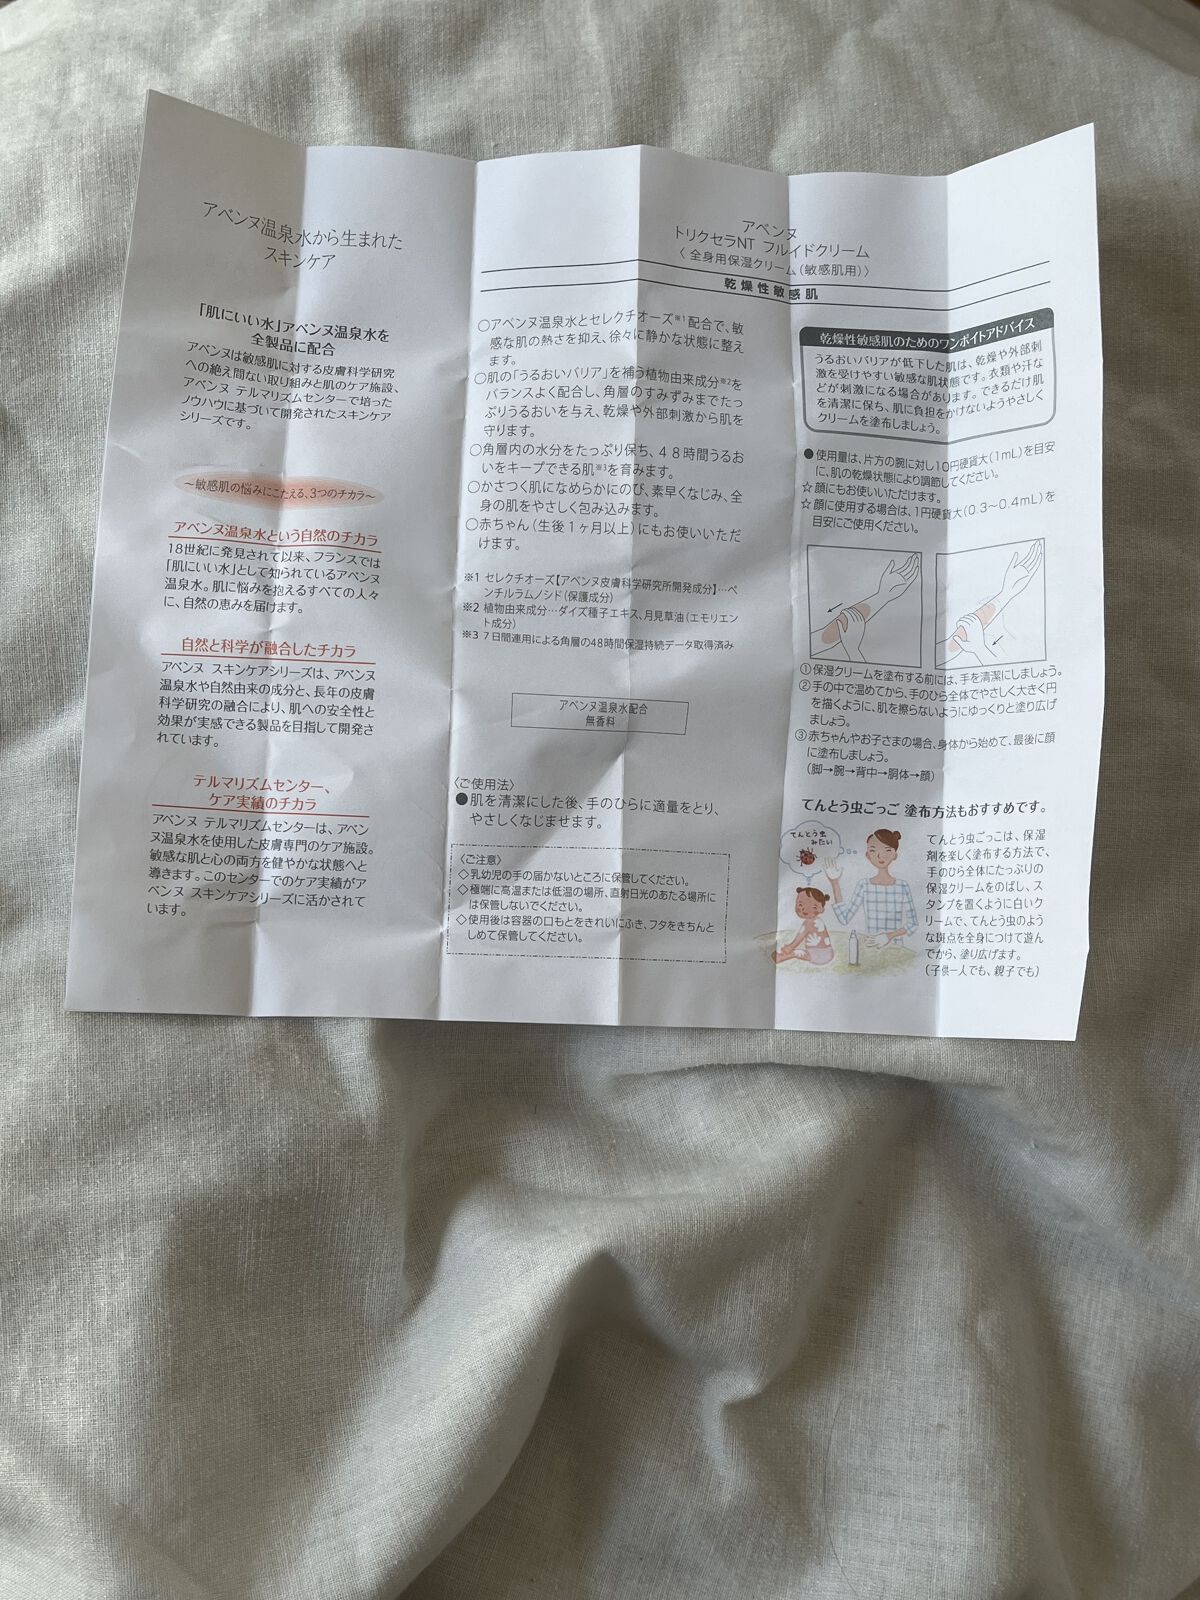 アベンヌ温泉水から生まれた
スキンケア
「肌にいい水」アベンヌ温泉水を
全製品に配合
アベンヌは敏感肌に対する皮膚科学研究
への絶え間ない取り組みと肌のケア施設、
アベンヌ テルマリズムセンターで培った
ノウハウに基づいて開発されたスキンケア
シリーズです。
〜敏感肌の悩みにこたえる、3つのチカラ〜
アベンヌ温泉水という自然のチカラ
18世紀に発見されて以来、フランスでは
「肌にいい水」として知られているアベンヌ
温泉水。肌に悩みを抱えるすべての人々
に、自然の恵みを届けます。
自然と科学が融合したチカラ
アベンヌ スキンケアシリーズは、アベンヌ
温泉水や自然由来の成分と、長年の皮膚
科学研究の融合により、肌への安全性と
効果が実感できる製品を目指して開発さ
れています。
テルマリズムセンター、
ケア実績のチカラ
アベンヌ テルマリズムセンターは、アベン
ヌ温泉水を使用した皮膚専門のケア施設。
敏感な肌と心の両方を健やかな状態へと
導きます。このセンターでのケア実績がア
ベンヌ スキンケアシリーズに活かされて
います。
アベンヌ
トリクセラNT フルイドクリーム
〈 全身用保湿クリーム(敏感肌用)〉
乾燥性敏感肌
○アベンヌ温泉水とセレクチオーズ※1配合で、敏
感な肌の熱さを抑え、徐々に静かな状態に整え
ます。
○肌の「うるおいバリア」を補う植物由来成分※2を
バランスよく配合し、角層のすみずみまでたっ
ぷりうるおいを与え、乾燥や外部刺激から肌を
守ります。
○角層内の水分をたっぷり保ち、48時間うるお
いをキープできる肌※3を育みます。
○かさつく肌になめらかにのび、素早くなじみ、全
身の肌をやさしく包み込みます。
○赤ちゃん(生後1ヶ月以上)にもお使いいただ
けます。
※1 セレクチオーズ【アベンヌ皮膚科学研究所開発成分】…ペ
ンチルラムノシド(保護成分)
※2 植物由来成分…ダイズ種子エキス、月見草油(エモリエン
ト成分)
※3 7日間連用による角層の48時間保湿持続データ取得済み
アベンヌ温泉水配合
無香料
〈ご使用法〉
●肌を清潔にした後、手のひらに適量をとり、
やさしくなじませます。
〈ご注意〉
◇乳幼児の手の届かないところに保管してください。
◇極端に高温または低温の場所、直射日光のあたる場所に
は保管しないでください。
◇使用後は容器の口もとをきれいにふき、フタをきちんと
しめて保管してください。
乾燥性敏感肌のためのワンポイトアドバイス
うるおいバリアが低下した肌は、乾燥や外部刺
激を受けやすい敏感な肌状態です。衣類や汗な
どが刺激になる場合があります。できるだけ肌
を清潔に保ち、肌に負担をかけないようやさしく
クリームを塗布しましょう。
●使用量は、片方の腕に対し10円硬貨大(1mL)を目安
に、肌の乾燥状態により調節してください。
☆顔にもお使いいただけます。
☆顔に使用する場合は、1円硬貨大(0.3〜0.4mL)を
目安にご使用ください。
①保湿クリームを塗布する前には、手を清潔にしましょう。
②手の中で温めてから、手のひら全体でやさしく大きく円
を描くように、肌を擦らないようにゆっくりと塗り広げ
ましょう。
③赤ちゃんやお子さまの場合、身体から始めて、最後に顔
に塗布しましょう。
(脚→腕→背中→胴体→顔)
てんとう虫ごっこ 塗布方法もおすすめです。
てんとう虫
みたい
てんとう虫ごっこは、保湿
剤を楽しく塗布する方法で、
手のひら全体にたっぷりの
保湿クリームをのばし、ス
タンプを置くように白いク
リームで、てんとう虫のよう
な斑点を全身につけて遊ん
でから、塗り広げます。
(子供一人でも、親子でも)